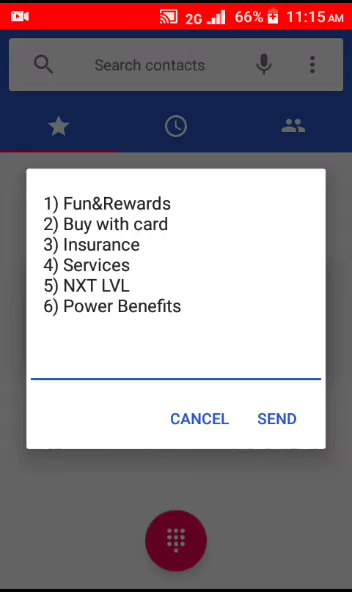 2G 66% 11:15 AM
Search contacts
1) Fun&Rewards
2) Buy with card
3) Insurance
4) Services
5) NXT LVL
6) Power Benefits
CANCEL SEND